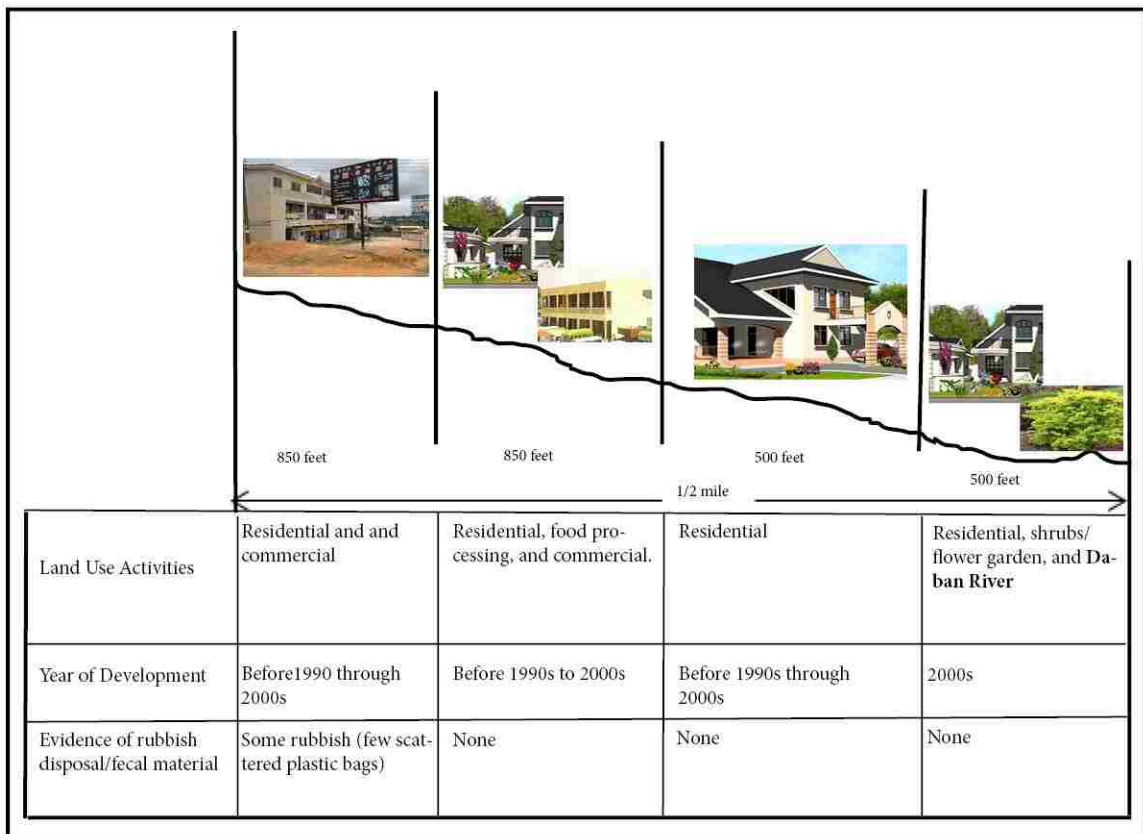 850 feet
850 feet
500 feet
500 feet
1/2 mile
Land Use Activities
Residential and and
commercial
Residential, food pro-
cessing, and commercial.
Residential
Residential, shrubs/
flower garden, and Da-
ban River
Year of Development
Before1990 through
2000s
Before 1990s to 2000s
Before 1990s through
2000s
2000s
Evidence of rubbish
disposal/fecal material
Some rubbish (few scat-
tered plastic bags)
None
None
None